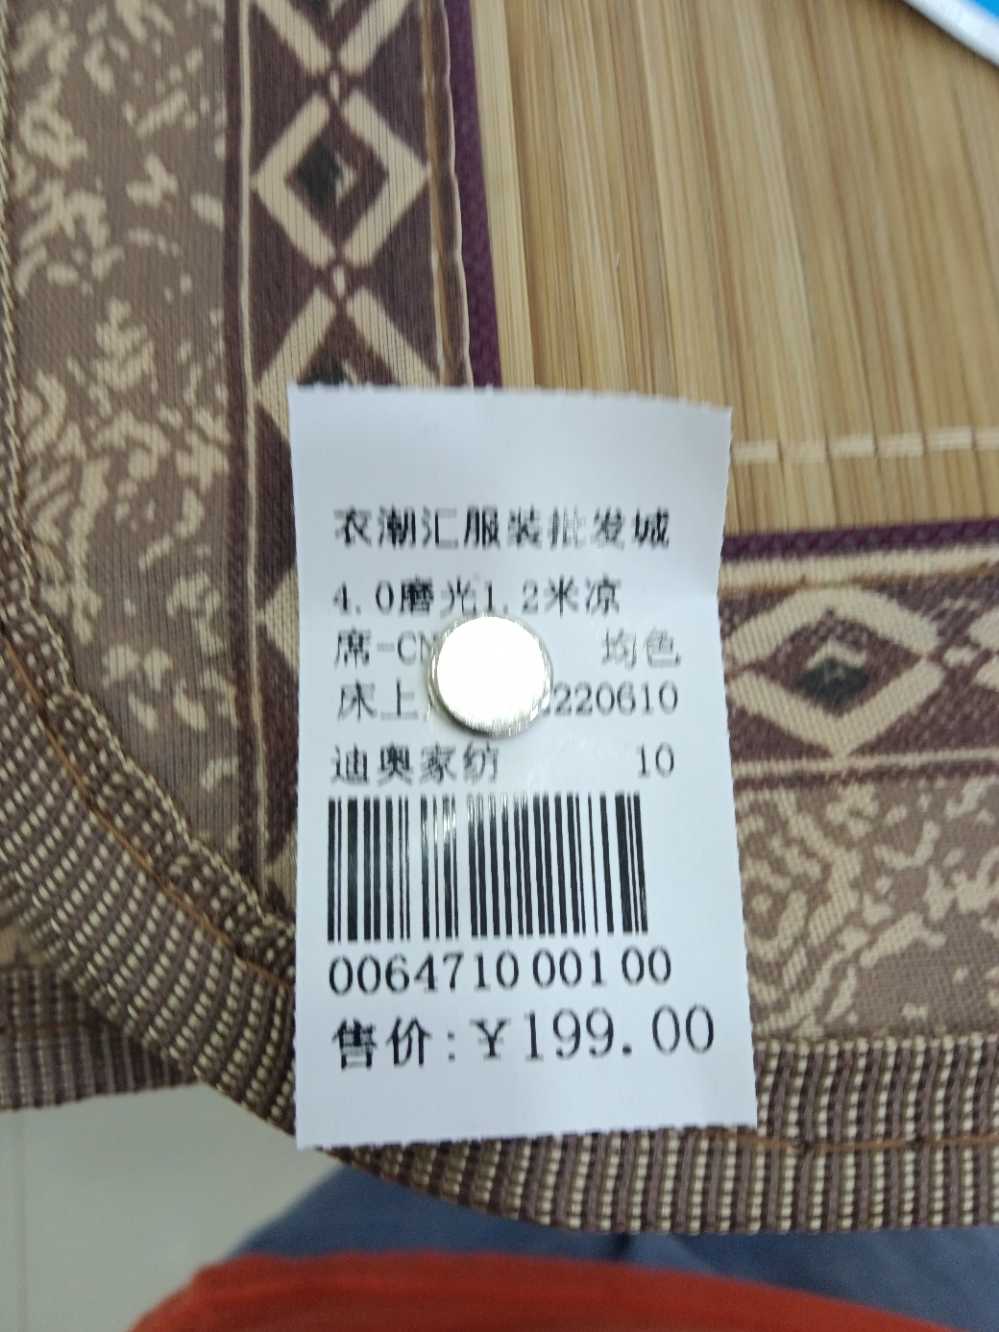 衣潮汇服装批发城
4.0磨光1.2米凉
席-CN 均色
床上 220610
迪奥家纺 10
0064710 001 00
售价:¥199.00